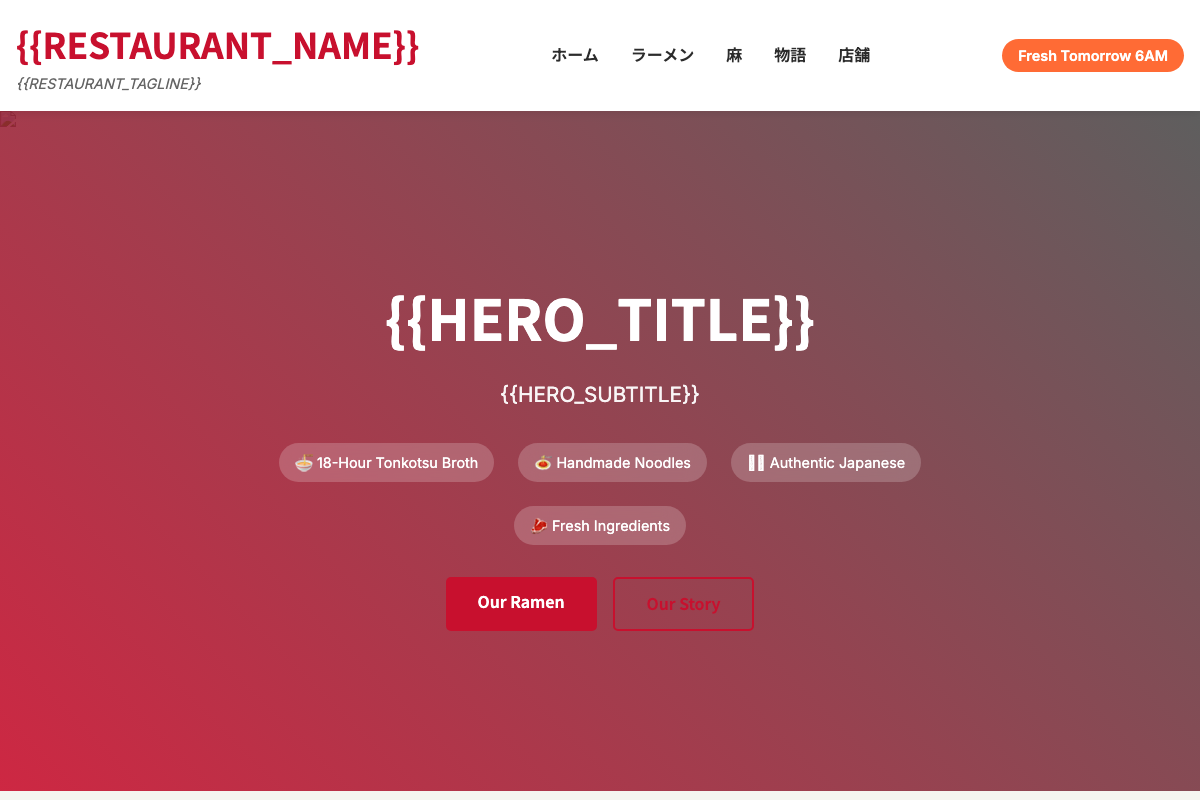 {{RESTAURANT_NAME}}
{{RESTAURANT_TAGLINE}}
ホーム ラーメン 麻 物語 店舗
Fresh Tomorrow 6AM
{{HERO_TITLE}}
{{HERO_SUBTITLE}}
18-Hour Tonkotsu Broth
Handmade Noodles
Authentic Japanese
Fresh Ingredients
Our Ramen
Our Story